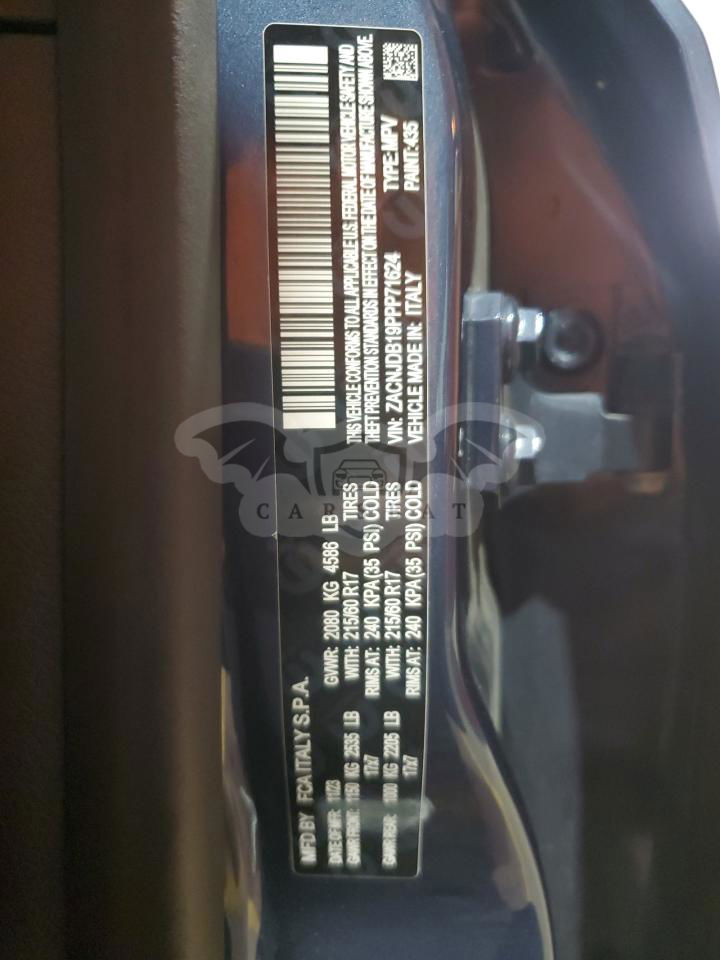 MFD BY FCA ITALY S.P.A.
DATE OF MFR:
GVWR: 2080 KG 4586 LB
GAWR FRONT: 1150 KG 2535 LB
WITH: 215/60 R17 TIRES
17x7 RIMS AT: 240 KPA(35 PSI) COLD
GAWR REAR: 1000 KG 2205 LB
WITH: 215/60 R17 TIRES
17x7 RIMS AT: 240 KPA(35 PSI) COLD
THIS VEHICLE CONFORMS TO ALL APPLICABLE U.S. FEDERAL MOTOR VEHICLE SAFETY AND
THEFT PREVENTION STANDARDS IN EFFECT ON THE DATE OF MANUFACTURE SHOWN ABOVE.
VIN: ZACNJDB19PPP71624 TYPE:MPV
VEHICLE MADE IN: ITALY PAINT:435